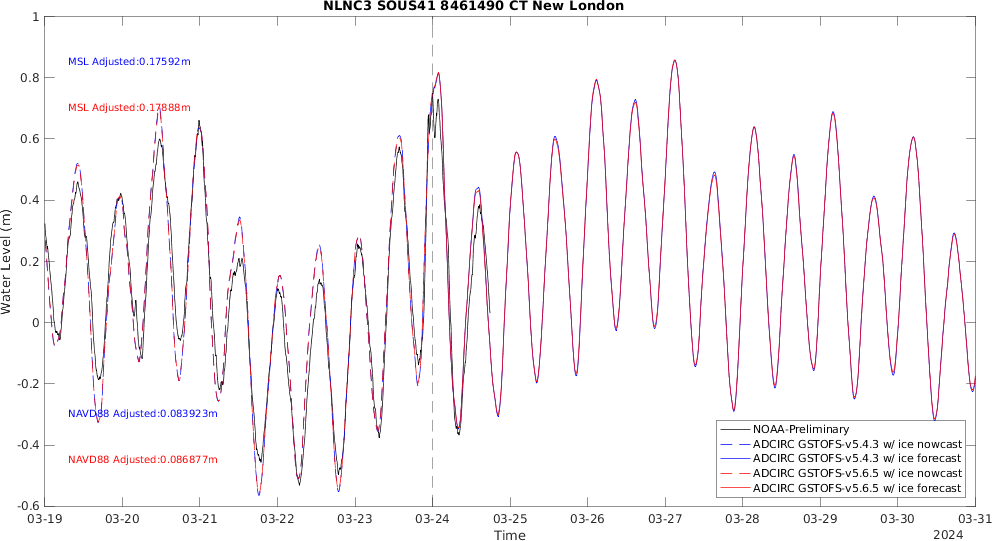 NLNC3 SOUS41 8461490 CT New London
1
0.8
0.6
0.4
0.2
0
-0.2
-0.4
-0.6
Water Level (m)
MSL Adjusted:0.17592m
MSL Adjusted:0.17888m
NAVD88 Adjusted:0.083923m
NAVD88 Adjusted:0.086877m
NOAA-Preliminary
ADCIRC GSTOFS-v5.4.3 w/ ice nowcast
ADCIRC GSTOFS-v5.4.3 w/ ice forecast
ADCIRC GSTOFS-v5.6.5 w/ ice nowcast
ADCIRC GSTOFS-v5.6.5 w/ ice forecast
03-19 03-20 03-21 03-22 03-23 03-24 03-25 03-26 03-27 03-28 03-29 03-30 03-31
Time
2024